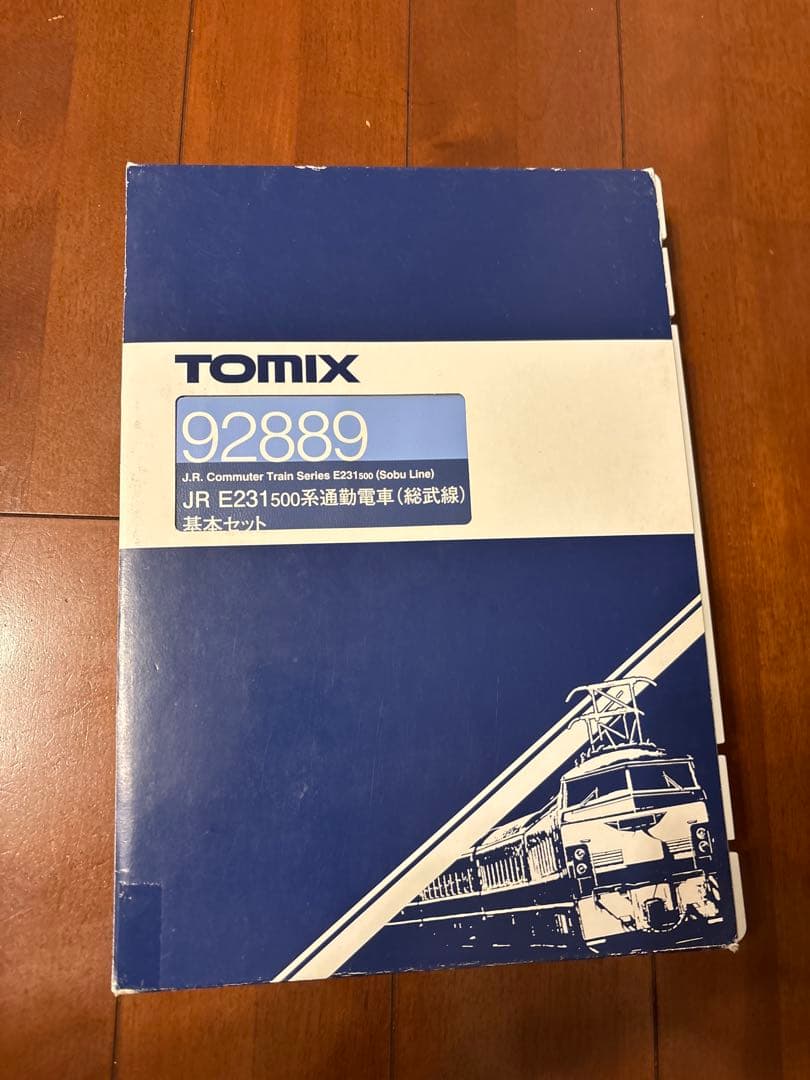 TOMIX
92889
J.R. Commuter Train Series E231500 (Sobu Line)
JR E231500系通勤電車(総武線)
基本セット